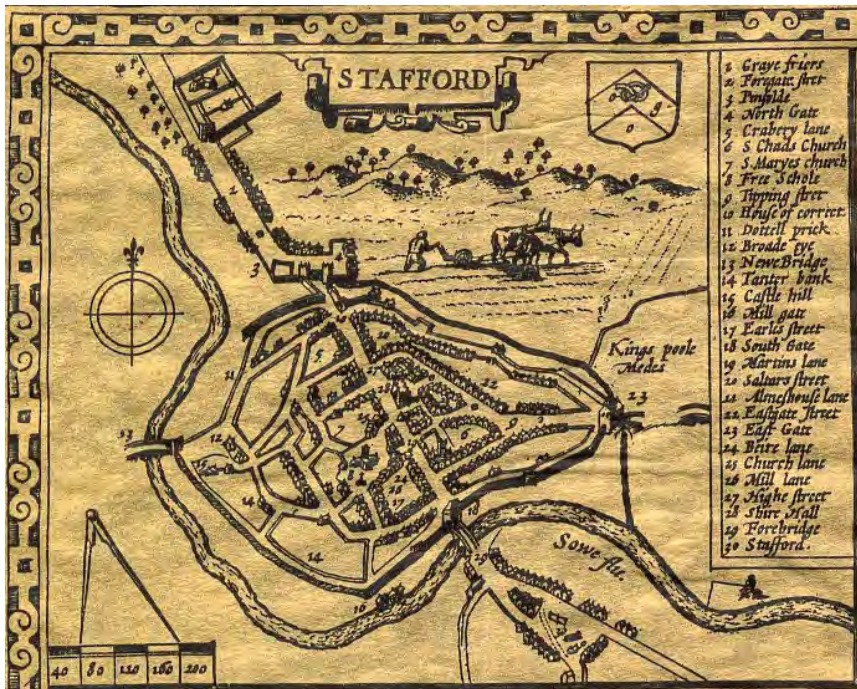 STAFFORD
1 Graye friers
2 Foregate stret
3 Pinfolde
4 North Gate
5 Crabery lane
6 S Chads Church
7 S. Maryes church
8 Free Schole
9 Tipping stret
10 House of correct.
11 Dottell prick
12 Broade eye
13 Newe Bridge
14 Tanter bank
15 Castle hill
16 Mill gate
17 Earles street
18 South Gate
19 Martins lane
20 Saltars street
21 Almeshouse lane
22 Eastgate Street
23 East Gate
24 Beire lane
25 Church lane
26 Mill lane
27 Highe street
28 Shire Hall
29 Forebridge
30 Stafford.
Kings poole
Medes
Sowe flu.
40 80 120 160 200